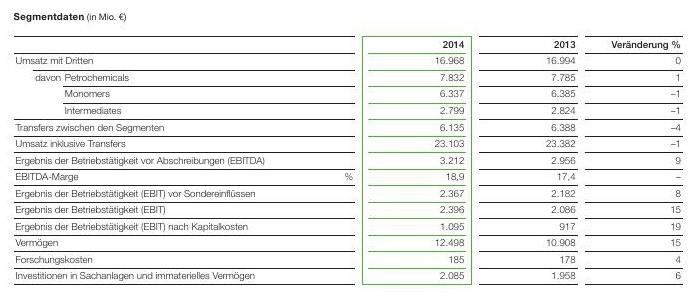 Segmentdaten (in Mio. €)
2014 2013 Veränderung %
Umsatz mit Dritten 16.968 16.994 0
davon Petrochemicals 7.832 7.785 1
Monomers 6.337 6.385 –1
Intermediates 2.799 2.824 –1
Transfers zwischen den Segmenten 6.135 6.388 –4
Umsatz inklusive Transfers 23.103 23.382 –1
Ergebnis der Betriebstätigkeit vor Abschreibungen (EBITDA) 3.212 2.956 9
EBITDA-Marge % 18,9 17,4 –
Ergebnis der Betriebstätigkeit (EBIT) vor Sondereinflüssen 2.367 2.182 8
Ergebnis der Betriebstätigkeit (EBIT) 2.396 2.086 15
Ergebnis der Betriebstätigkeit (EBIT) nach Kapitalkosten 1.095 917 19
Vermögen 12.498 10.908 15
Forschungskosten 185 178 4
Investitionen in Sachanlagen und immaterielles Vermögen 2.085 1.958 6